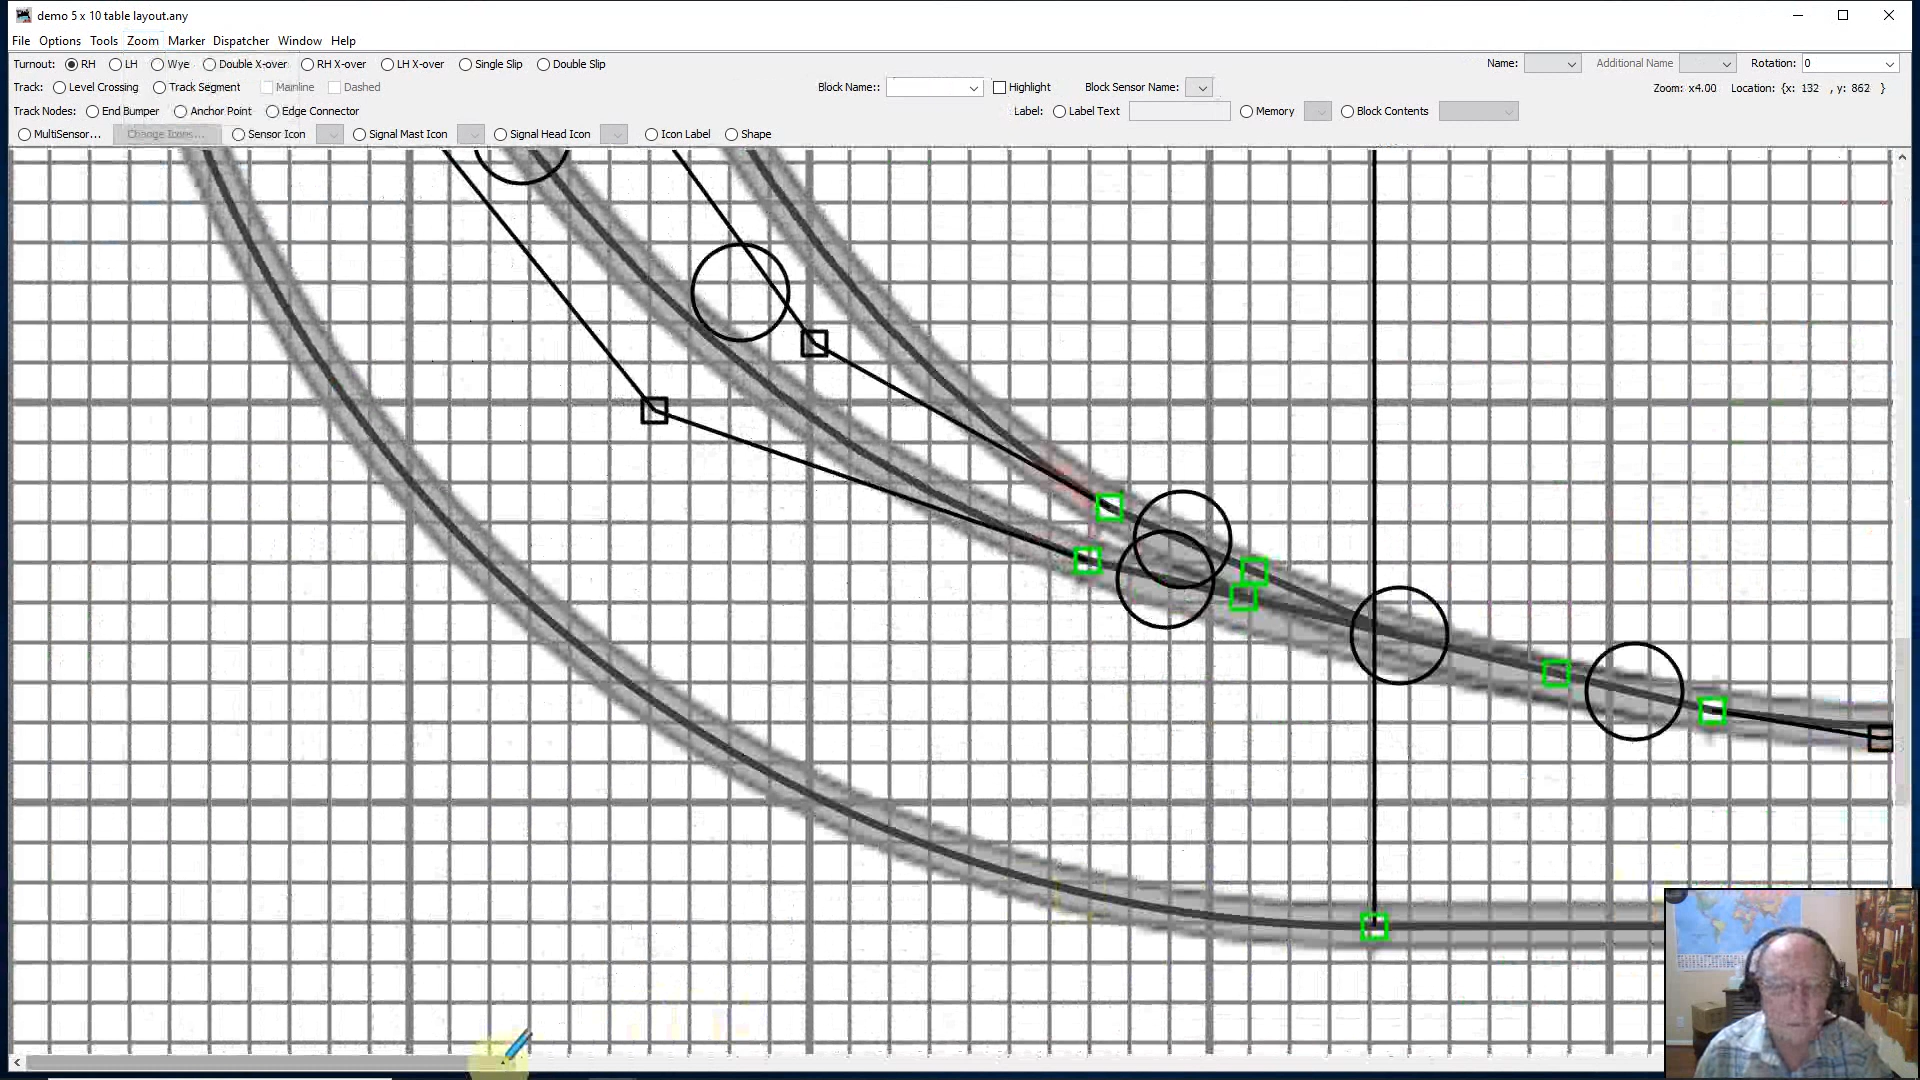 demo 5 x 10 table layout.any
File Options Tools Zoom Marker Dispatcher Window Help
Turnout: RH LH Wye Double X-over RH X-over LH X-over Single Slip Double Slip Name: Additional Name Rotation: 0
Track: Level Crossing Track Segment Mainline Dashed Block Name:: Highlight Block Sensor Name: Zoom: x4.00 Location: {x: 132 , y: 862 }
Track Nodes: End Bumper Anchor Point Edge Connector Label: Label Text Memory Block Contents
MultiSensor... Change Icons... Sensor Icon Signal Mast Icon Signal Head Icon Icon Label Shape